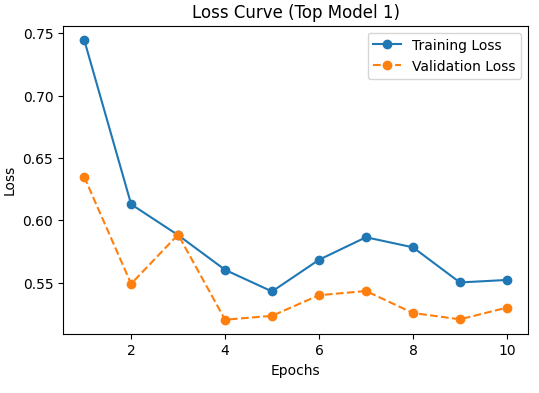 Loss Curve (Top Model 1)
Training Loss
Validation Loss
0.75
0.70
0.65
0.60
0.55
Loss
2 4 6 8 10
Epochs